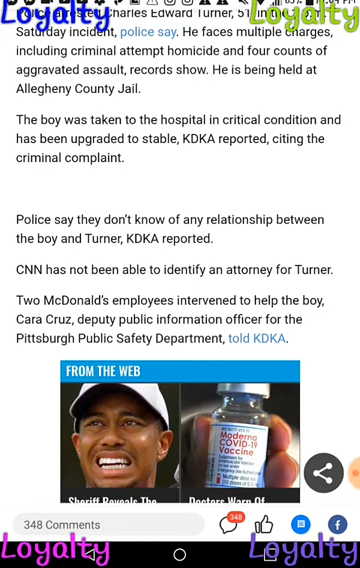 Loyalty
Loyalty
Charles Edward Turner, 51, in the
Saturday incident, police say. He faces multiple charges,
including criminal attempt homicide and four counts of
aggravated assault, records show. He is being held at
Allegheny County Jail.
The boy was taken to the hospital in critical condition and
has been upgraded to stable, KDKA reported, citing the
criminal complaint.
Police say they don't know of any relationship between
the boy and Turner, KDKA reported.
CNN has not been able to identify an attorney for Turner.
Two McDonald's employees intervened to help the boy,
Cara Cruz, deputy public information officer for the
Pittsburgh Public Safety Department, told KDKA.
FROM THE WEB
Moderna
COVID-19
Vaccine
Sheriff Reveals The
Doctors Warn Of
348 Comments
348
Loyalty
Loyalty